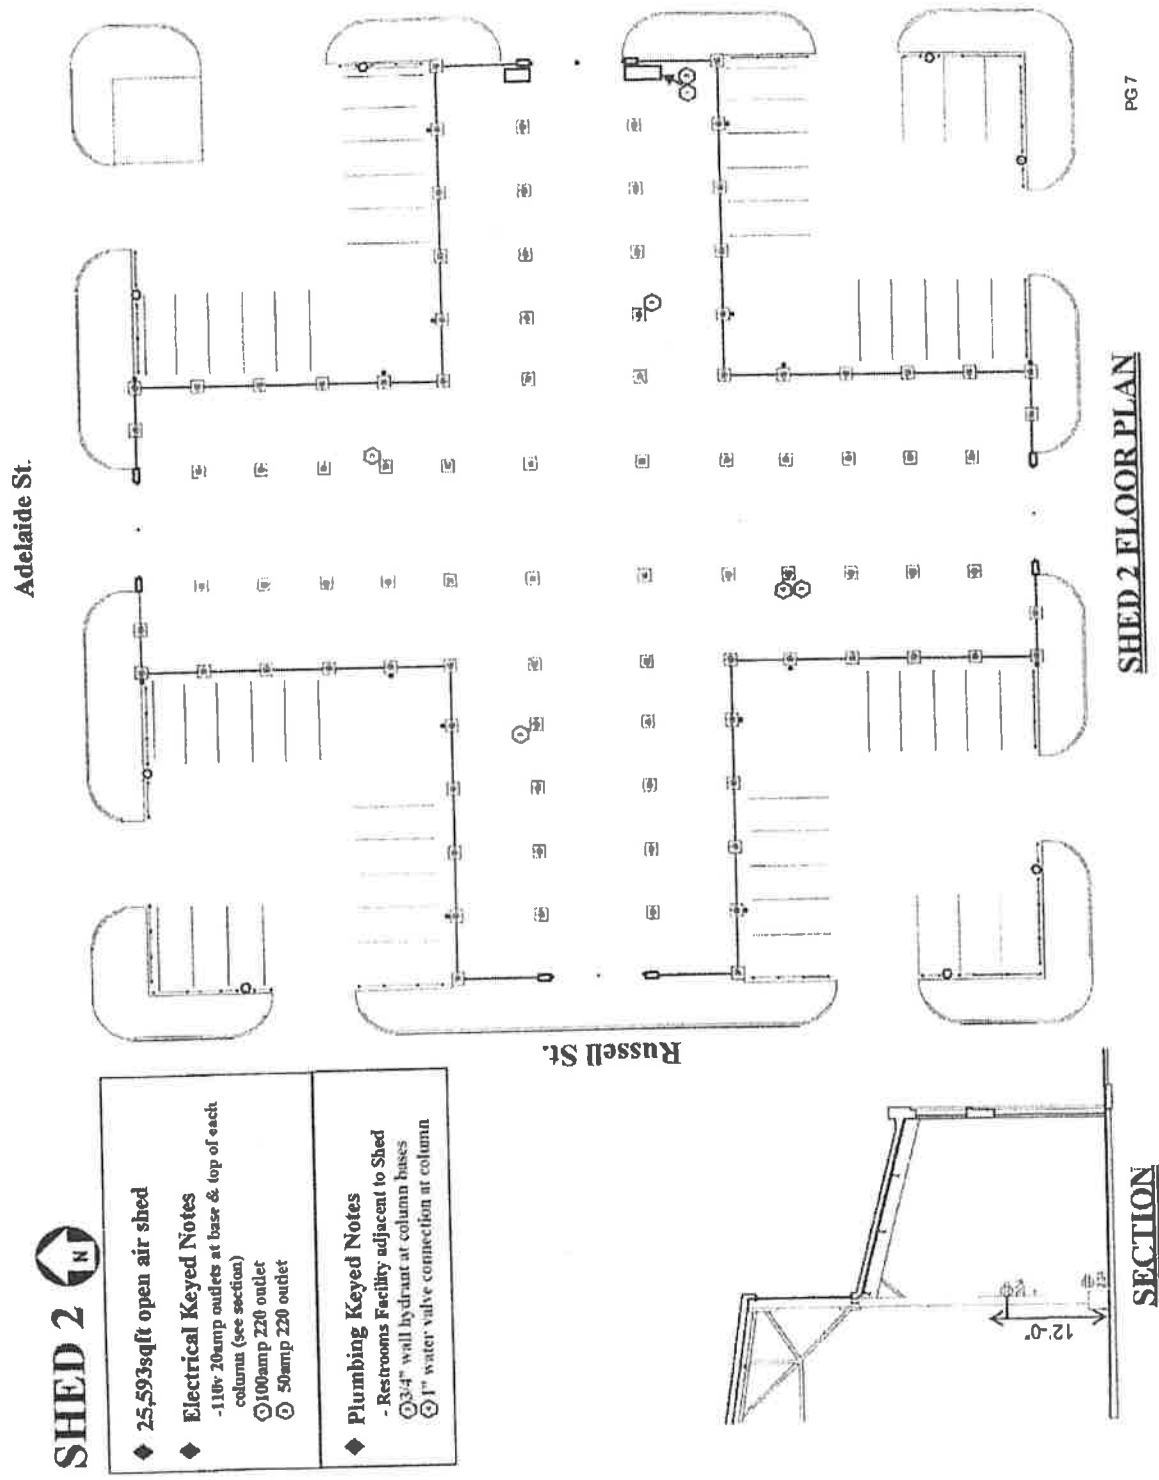 SHED 2
N
◆ 25,593sqft open air shed
◆ Electrical Keyed Notes
-110v 20amp outlets at base & top of each
column (see section)
100amp 220 outlet
50amp 220 outlet
◆ Plumbing Keyed Notes
- Restrooms Facility adjacent to Shed
3/4" wall hydrant at column bases
1" water valve connection at column
Adelaide St.
Russell St.
12'-0"
SECTION
SHED 2 FLOOR PLAN
PG 7